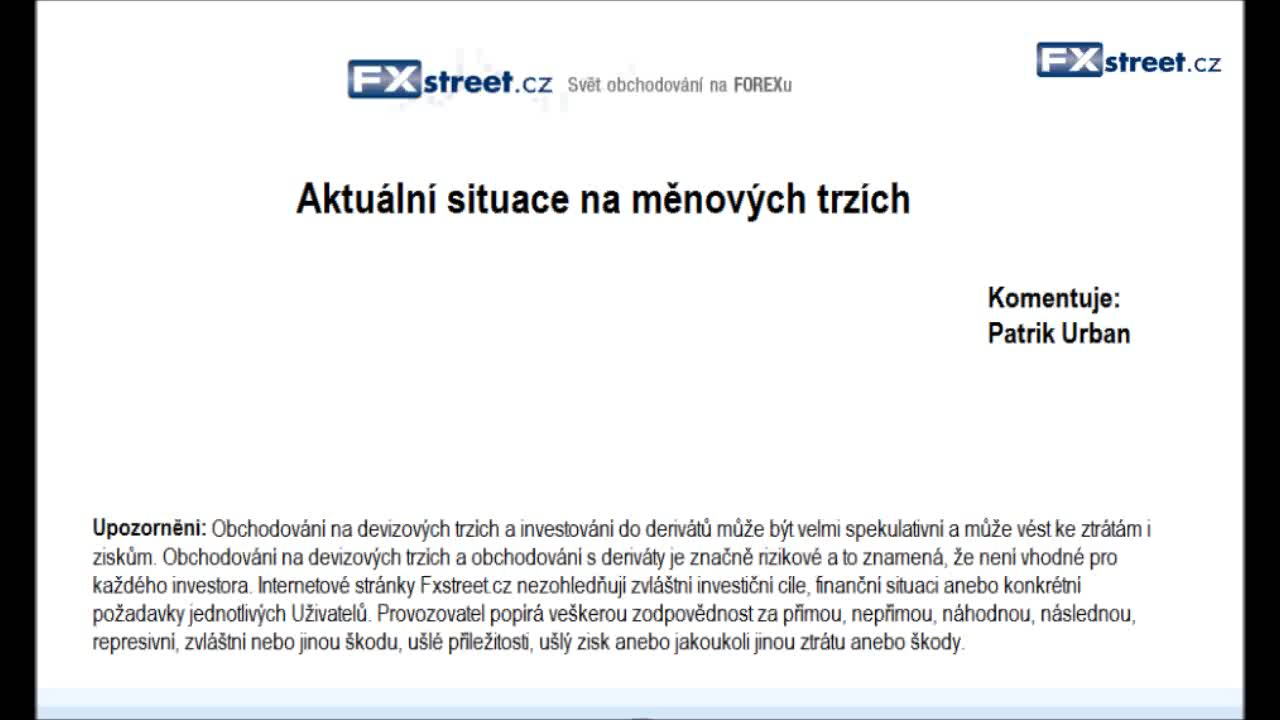 FXstreet.cz Svět obchodování na FOREXu
FXstreet.cz
Aktuální situace na měnových trzích
Komentuje:
Patrik Urban
Upozornění: Obchodování na devizových trzích a investování do derivátů může být velmi spekulativní a může vést ke ztrátám i
ziskům. Obchodování na devizových trzích a obchodování s deriváty je značně rizikové a to znamená, že není vhodné pro
každého investora. Internetové stránky Fxstreet.cz nezohledňují zvláštní investiční cíle, finanční situaci anebo konkrétní
požadavky jednotlivých Uživatelů. Provozovatel popírá veškerou zodpovědnost za přímou, nepřímou, náhodnou, následnou,
represivní, zvláštní nebo jinou škodu, ušlé příležitosti, ušlý zisk anebo jakoukoli jinou ztrátu anebo škody.